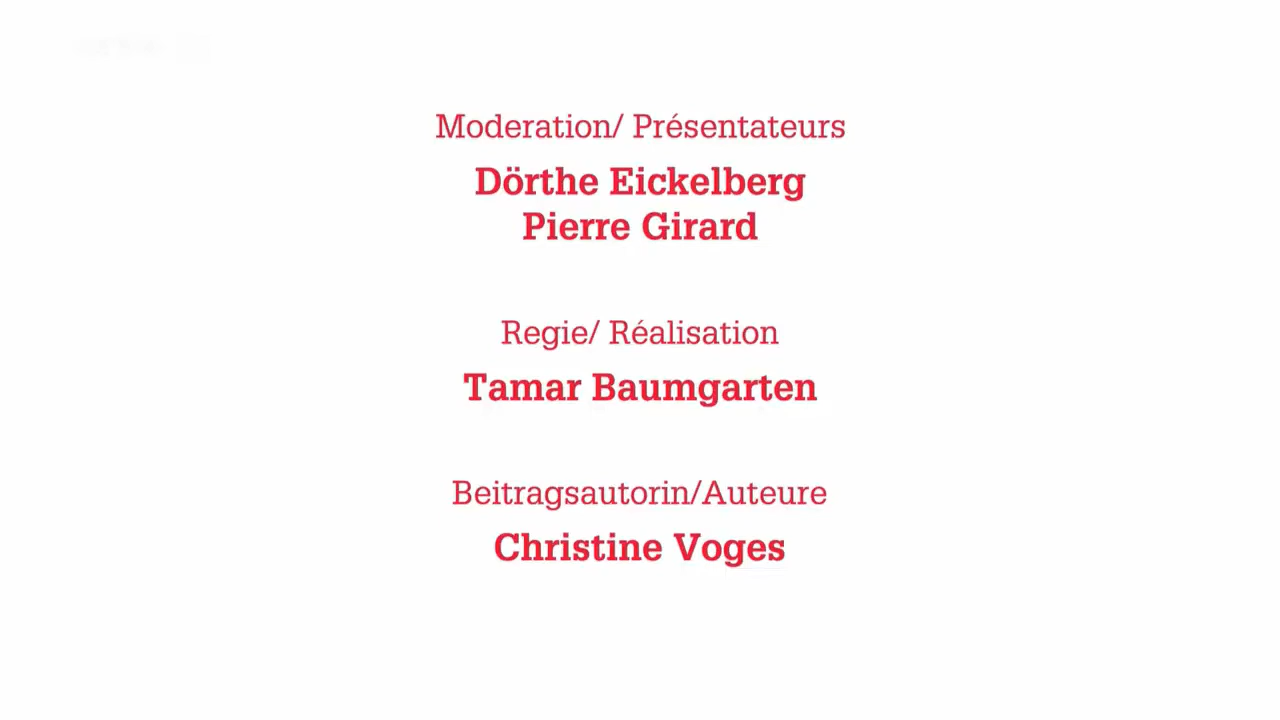 Moderation/ Présentateurs
Dörthe Eickelberg
Pierre Girard
Regie/ Réalisation
Tamar Baumgarten
Beitragsautorin/Auteure
Christine Voges